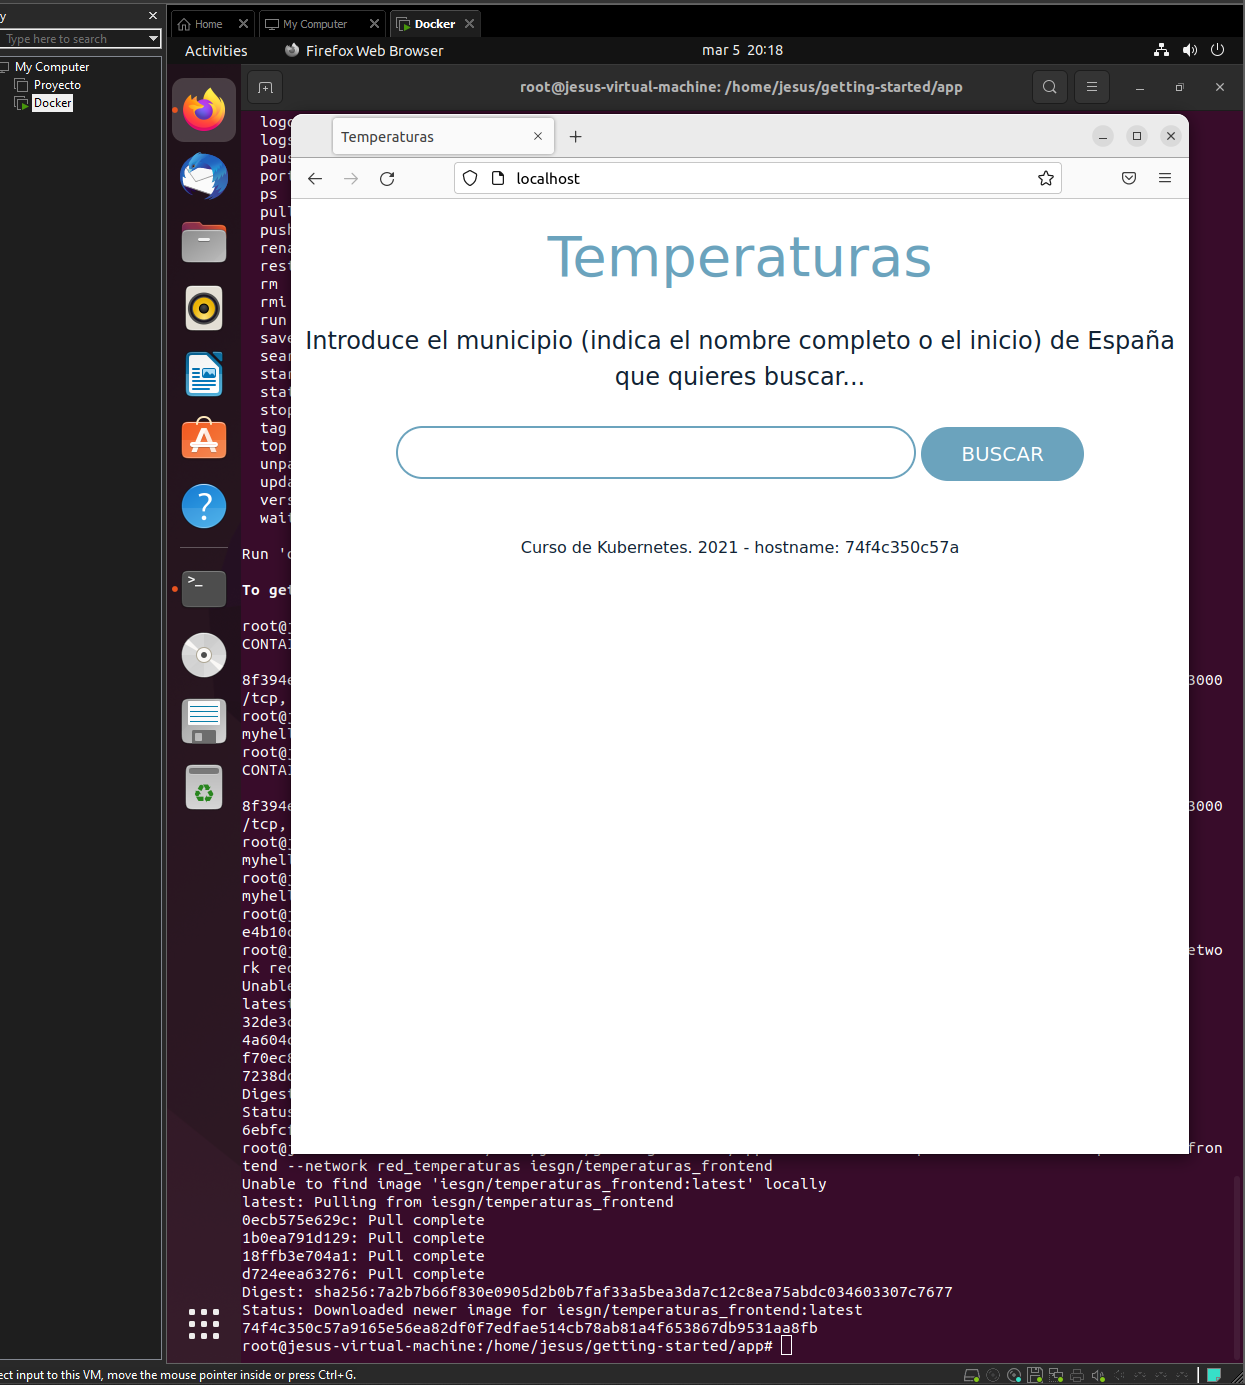 y
Type here to search
My Computer
Proyecto
Docker
Home
My Computer
Docker
Activities
Firefox Web Browser
mar 5 20:18
root@jesus-virtual-machine: /home/jesus/getting-started/app
Temperaturas
localhost
Temperaturas
Introduce el municipio (indica el nombre completo o el inicio) de España
que quieres buscar...
BUSCAR
Curso de Kubernetes. 2021 - hostname: 74f4c350c57a
logo
logs
paus
port
ps
pull
push
rena
rest
rm
rmi
run
save
sear
star
stat
stop
tag
top
unpa
upda
vers
wait
Run 'd
To get
root@j
CONTAI
8f394e 3000
/tcp,
root@j
myhell
root@j
CONTAI
8f394e 3000
/tcp,
root@j
myhell
root@j
myhell
root@j
e4b10c
root@j etwo
rk red
Unable
latest
32de3c
4a604c
f70ec8
7238dc
Digest
Status
6ebfcf
root@j fron
tend --network red_temperaturas iesgn/temperaturas_frontend
Unable to find image 'iesgn/temperaturas_frontend:latest' locally
latest: Pulling from iesgn/temperaturas_frontend
0ecb575e629c: Pull complete
1b0ea791d129: Pull complete
18ffb3e704a1: Pull complete
d724eea63276: Pull complete
Digest: sha256:7a2b7b66f830e0905d2b0b7faf33a5bea3da7c12c8ea75abdc034603307c7677
Status: Downloaded newer image for iesgn/temperaturas_frontend:latest
74f4c350c57a9165e56ea82df0f7edfae514cb78ab81a4f653867db9531aa8fb
root@jesus-virtual-machine:/home/jesus/getting-started/app#
ect input to this VM, move the mouse pointer inside or press Ctrl+G.